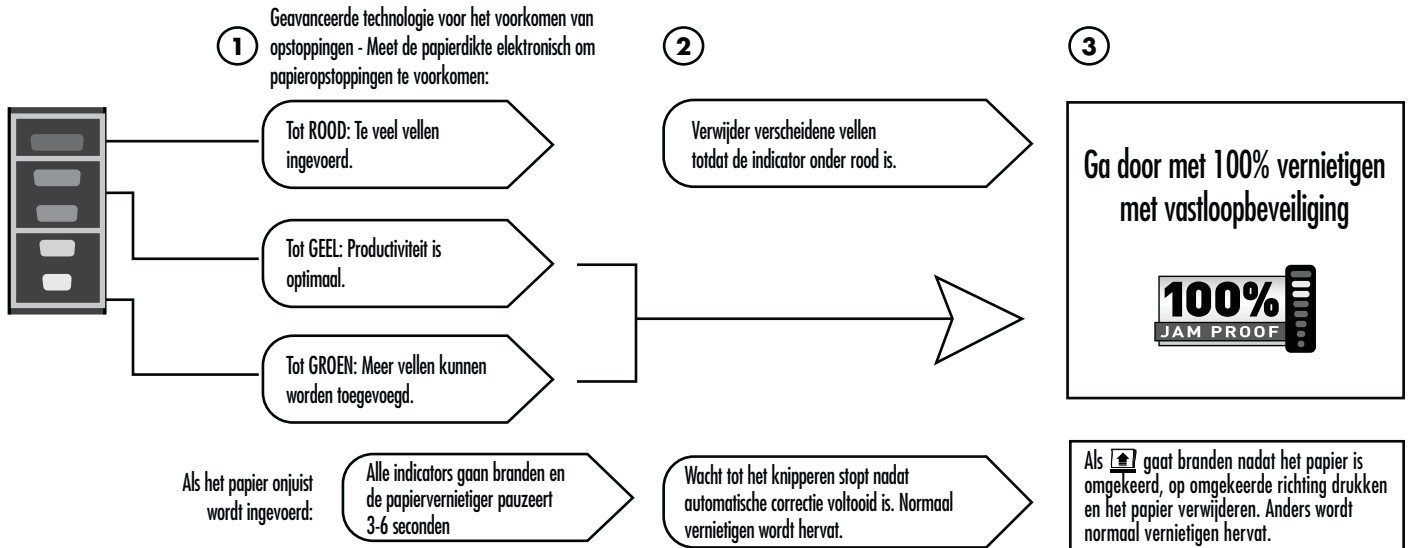 1
Geavanceerde technologie voor het voorkomen van
opstoppingen - Meet de papierdikte elektronisch om
papieropstoppingen te voorkomen:
2
3
Tot ROOD: Te veel vellen
ingevoerd.
Verwijder verscheidene vellen
totdat de indicator onder rood is.
Tot GEEL: Productiviteit is
optimaal.
Tot GROEN: Meer vellen kunnen
worden toegevoegd.
Ga door met 100% vernietigen
met vastloopbeveiliging
100%
JAM PROOF
Als het papier onjuist
wordt ingevoerd:
Alle indicators gaan branden en
de papiervernietiger pauzeert
3-6 seconden
Wacht tot het knipperen stopt nadat
automatische correctie voltooid is. Normaal
vernietigen wordt hervat.
Als gaat branden nadat het papier is
omgekeerd, op omgekeerde richting drukken
en het papier verwijderen. Anders wordt
normaal vernietigen hervat.